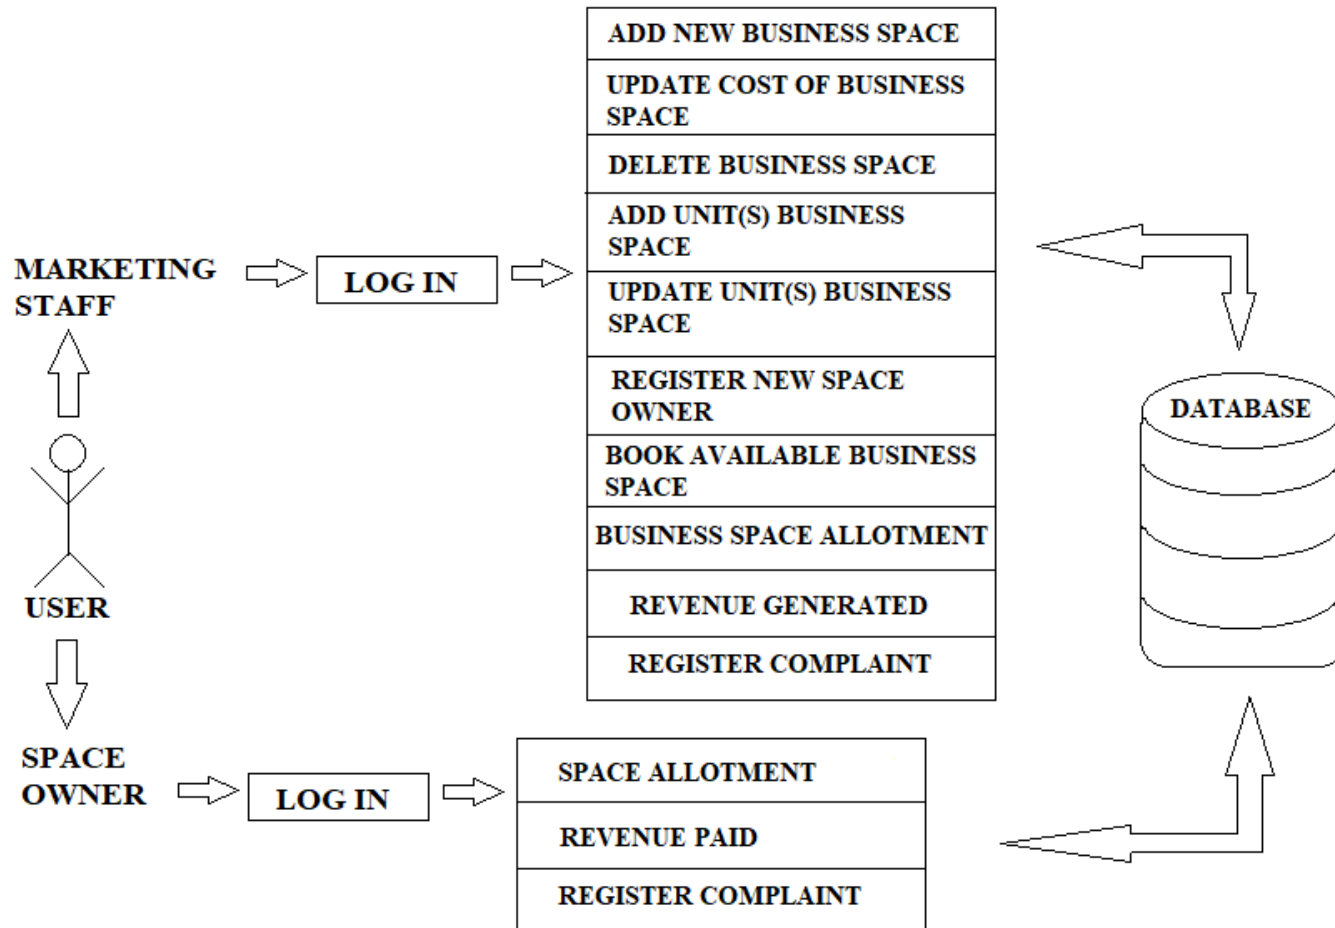 ADD NEW BUSINESS SPACE
UPDATE COST OF BUSINESS
SPACE
DELETE BUSINESS SPACE
ADD UNIT(S) BUSINESS
SPACE
UPDATE UNIT(S) BUSINESS
SPACE
REGISTER NEW SPACE
OWNER
BOOK AVAILABLE BUSINESS
SPACE
BUSINESS SPACE ALLOTMENT
REVENUE GENERATED
REGISTER COMPLAINT
MARKETING
STAFF
LOG IN
DATABASE
USER
SPACE
OWNER
LOG IN
SPACE ALLOTMENT
REVENUE PAID
REGISTER COMPLAINT